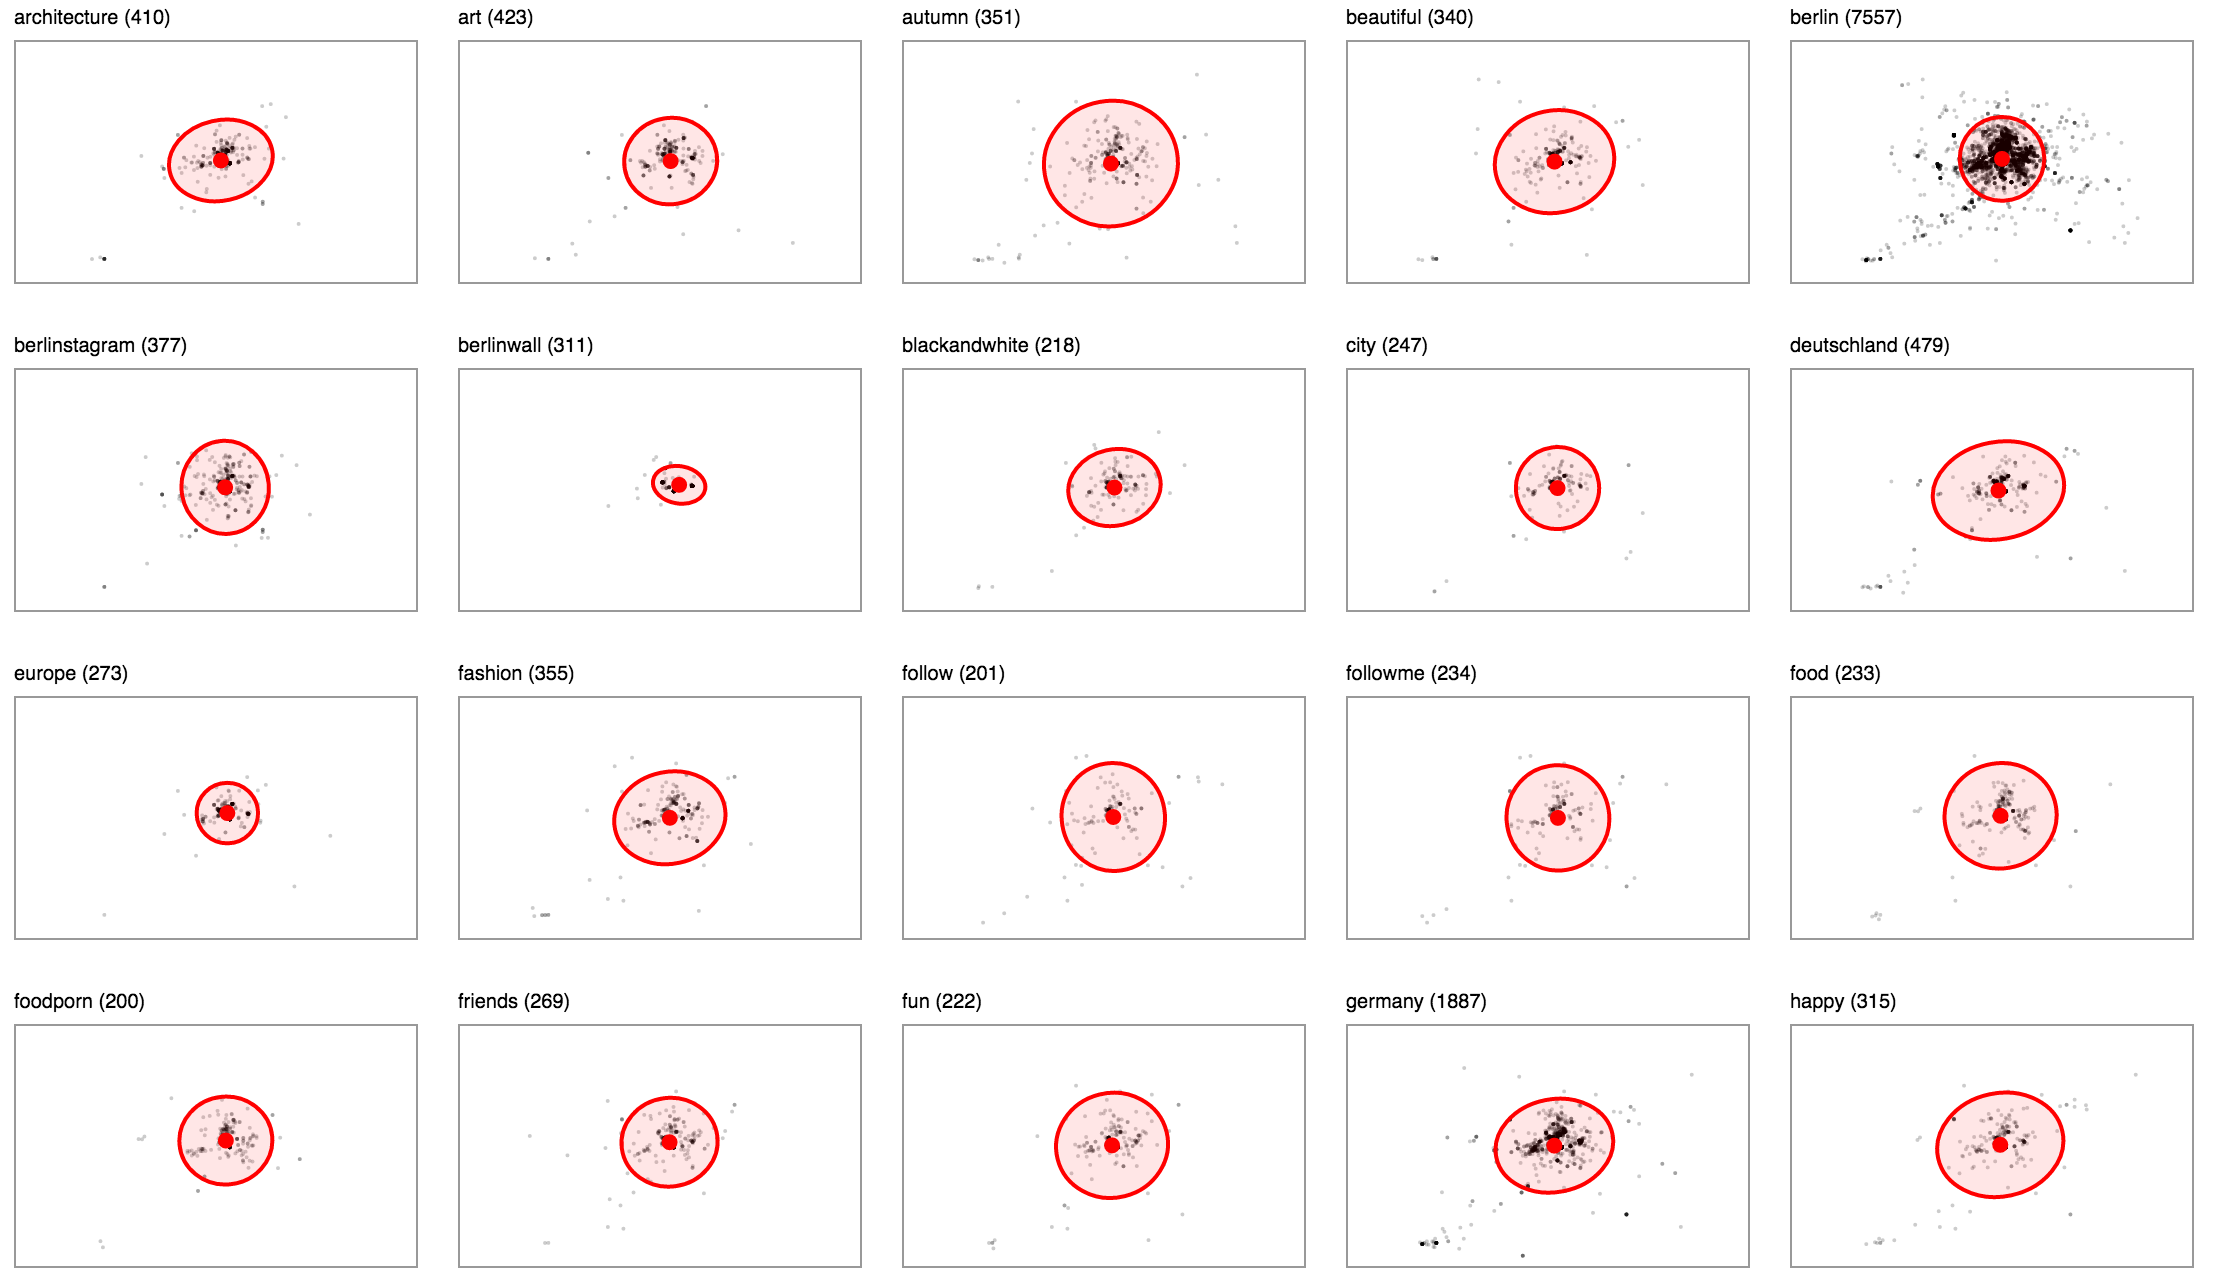 architecture (410)
art (423)
autumn (351)
beautiful (340)
berlin (7557)
berlinstagram (377)
berlinwall (311)
blackandwhite (218)
city (247)
deutschland (479)
europe (273)
fashion (355)
follow (201)
followme (234)
food (233)
foodporn (200)
friends (269)
fun (222)
germany (1887)
happy (315)